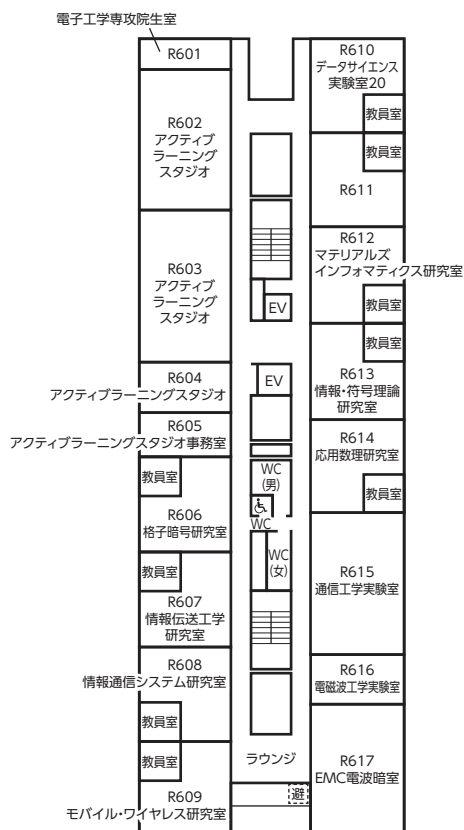 電子工学専攻院生室
R601
R602
アクティブ
ラーニング
スタジオ
R603
アクティブ
ラーニング
スタジオ
R604
アクティブラーニングスタジオ
R605
アクティブラーニングスタジオ事務室
教員室
R606
格子暗号研究室
教員室
R607
情報伝送工学
研究室
R608
情報通信システム研究室
教員室
教員室
R609
モバイル・ワイヤレス研究室
EV
EV
WC
(男)
WC
WC
(女)
ラウンジ
避
R610
データサイエンス
実験室20
教員室
教員室
R611
R612
マテリアルズ
インフォマティクス研究室
教員室
教員室
R613
情報・符号理論
研究室
R614
応用数理研究室
教員室
R615
通信工学実験室
R616
電磁波工学実験室
R617
EMC電波暗室